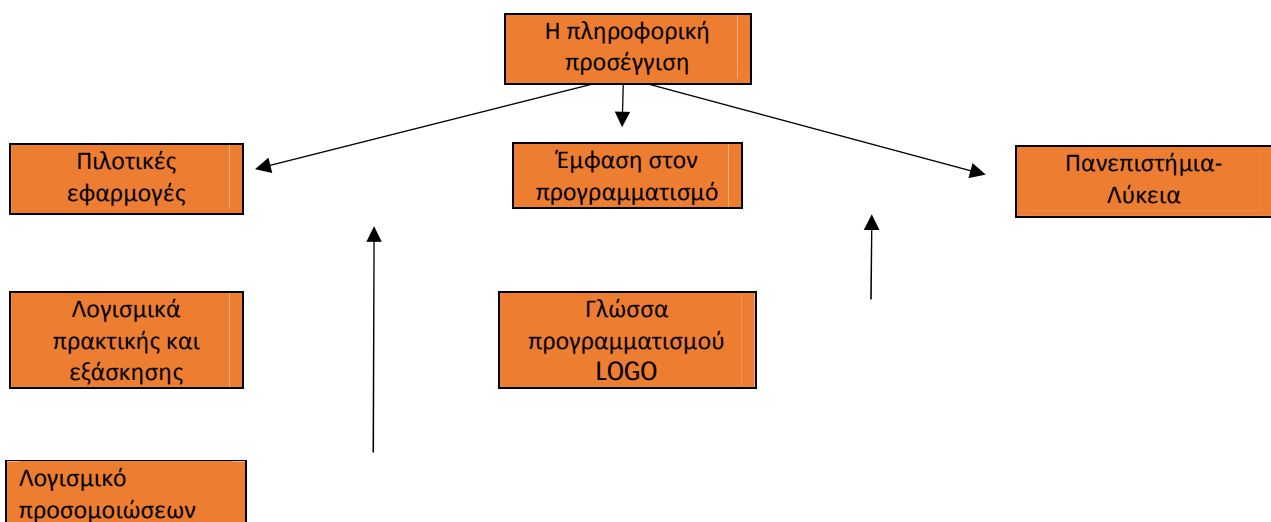 Η πληροφορική
προσέγγιση
Πιλοτικές
εφαρμογές
Έμφαση στον
προγραμματισμό
Πανεπιστήμια-
Λύκεια
Λογισμικά
πρακτικής και
εξάσκησης
Γλώσσα
προγραμματισμού
LOGO
Λογισμικό
προσομοιώσεων